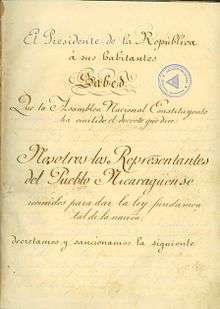 El Presidente de la República
á sus habitantes
Sabed
Que la Asamblea Nacional Constituyente
ha emitido el decreto que dice:
Nosotros los Representantes
del Pueblo Nicaragüense
reunidos para dar la ley fundamen
tal de la nación,
decretamos y sancionamos la siguiente